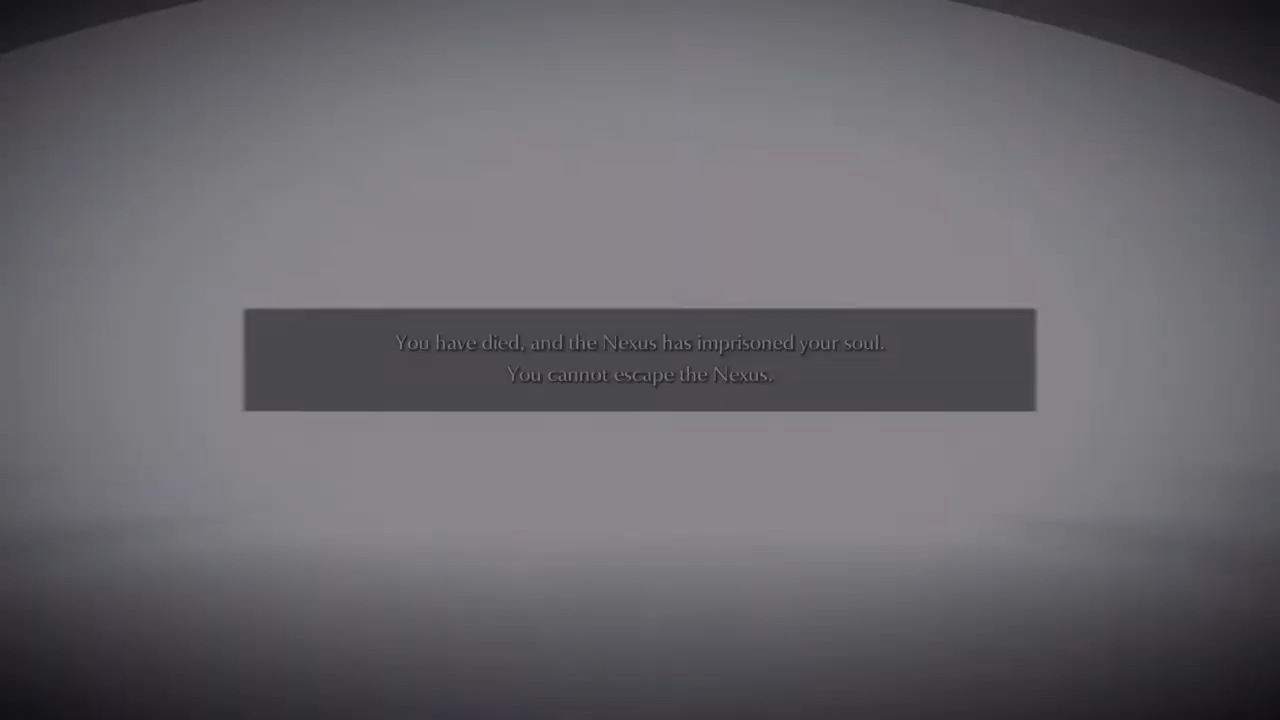 You have died, and the Nexus has imprisoned your soul.
You cannot escape the Nexus.